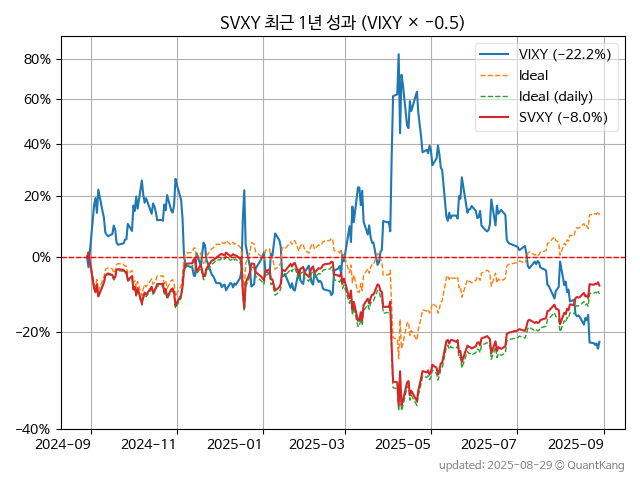 SVXY 최근 1년 성과 (VIXY × −0.5)
VIXY (−22.2%)
Ideal
Ideal (daily)
SVXY (−8.0%)
80%
60%
40%
20%
0%
−20%
−40%
2024-09 2024-11 2025-01 2025-03 2025-05 2025-07 2025-09
updated: 2025-08-29 © QuantKang